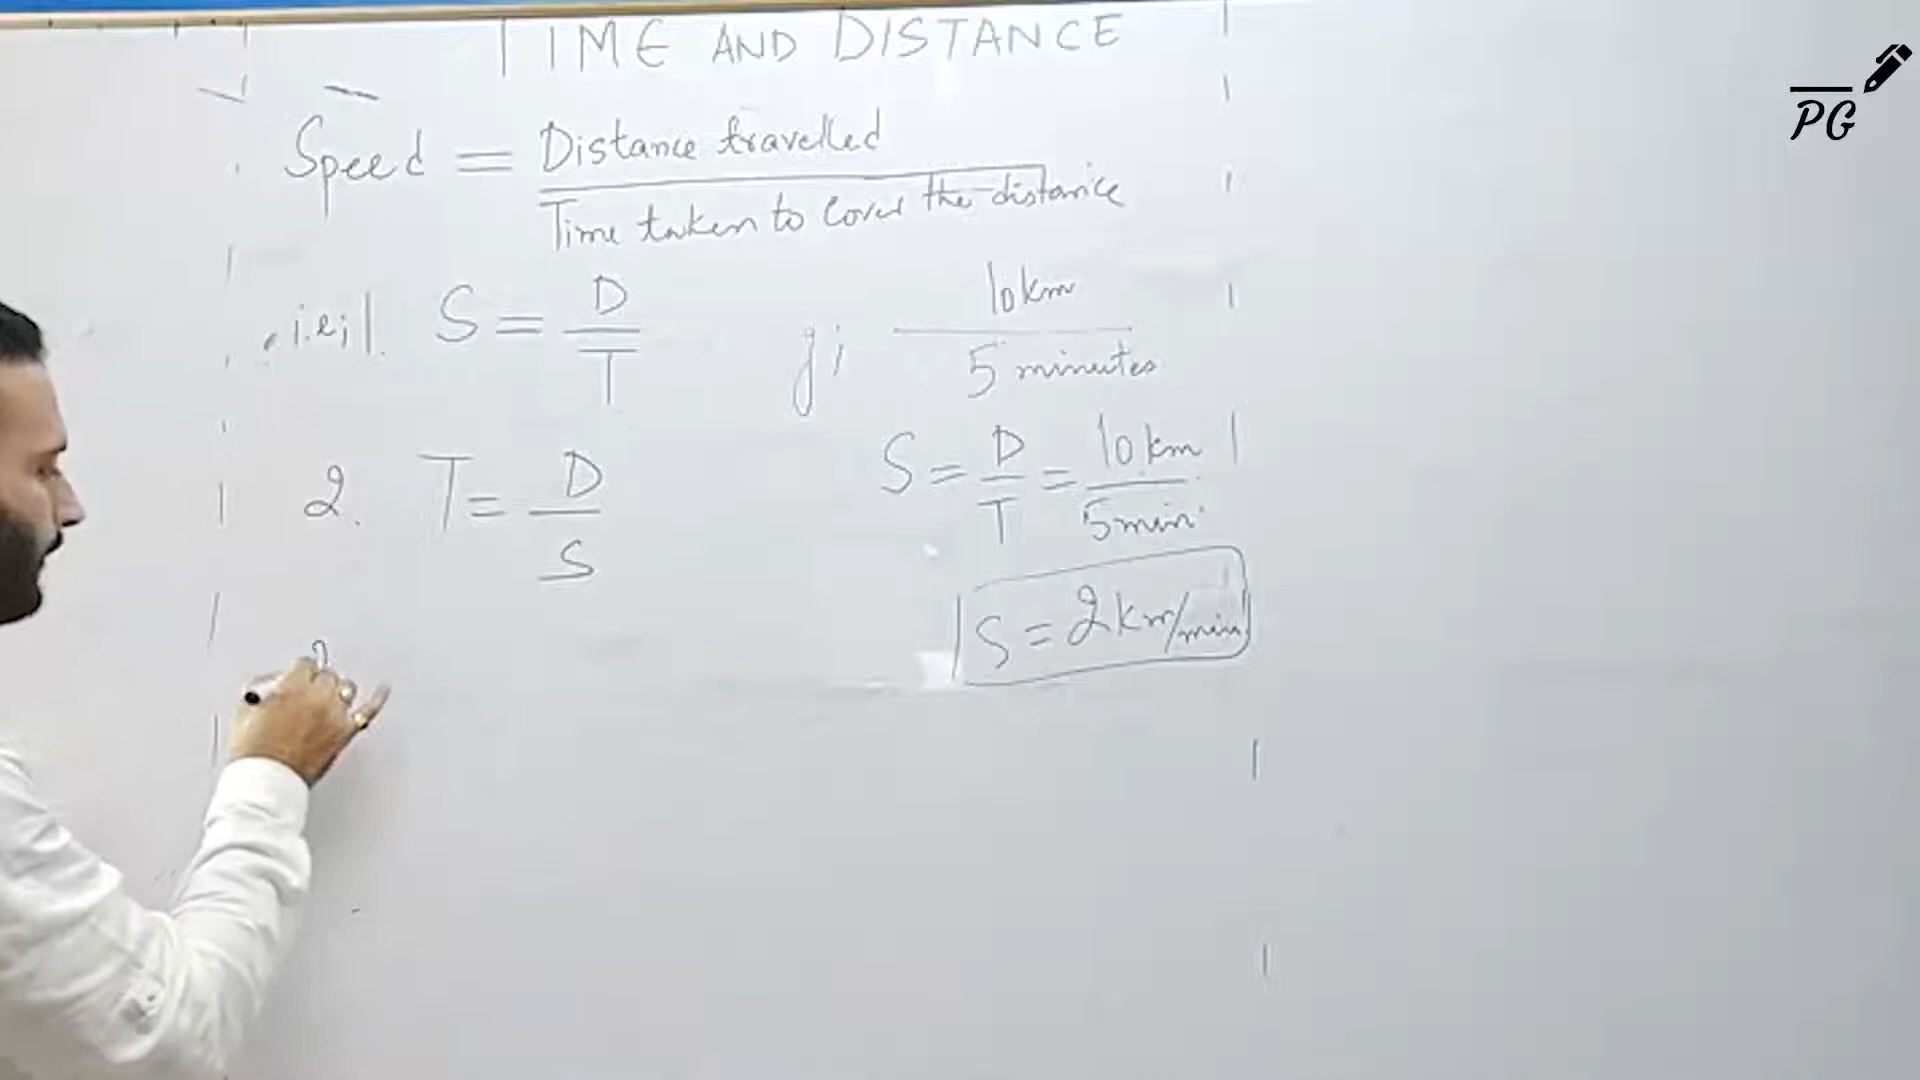 TIME AND DISTANCE
PG
Speed = Distance travelled
Time taken to cover the distance
i.e; 1. S = D/T
10 km
5 minutes
2. T = D/S
S = D/T = 10 km/5 min
S = 2 km/min